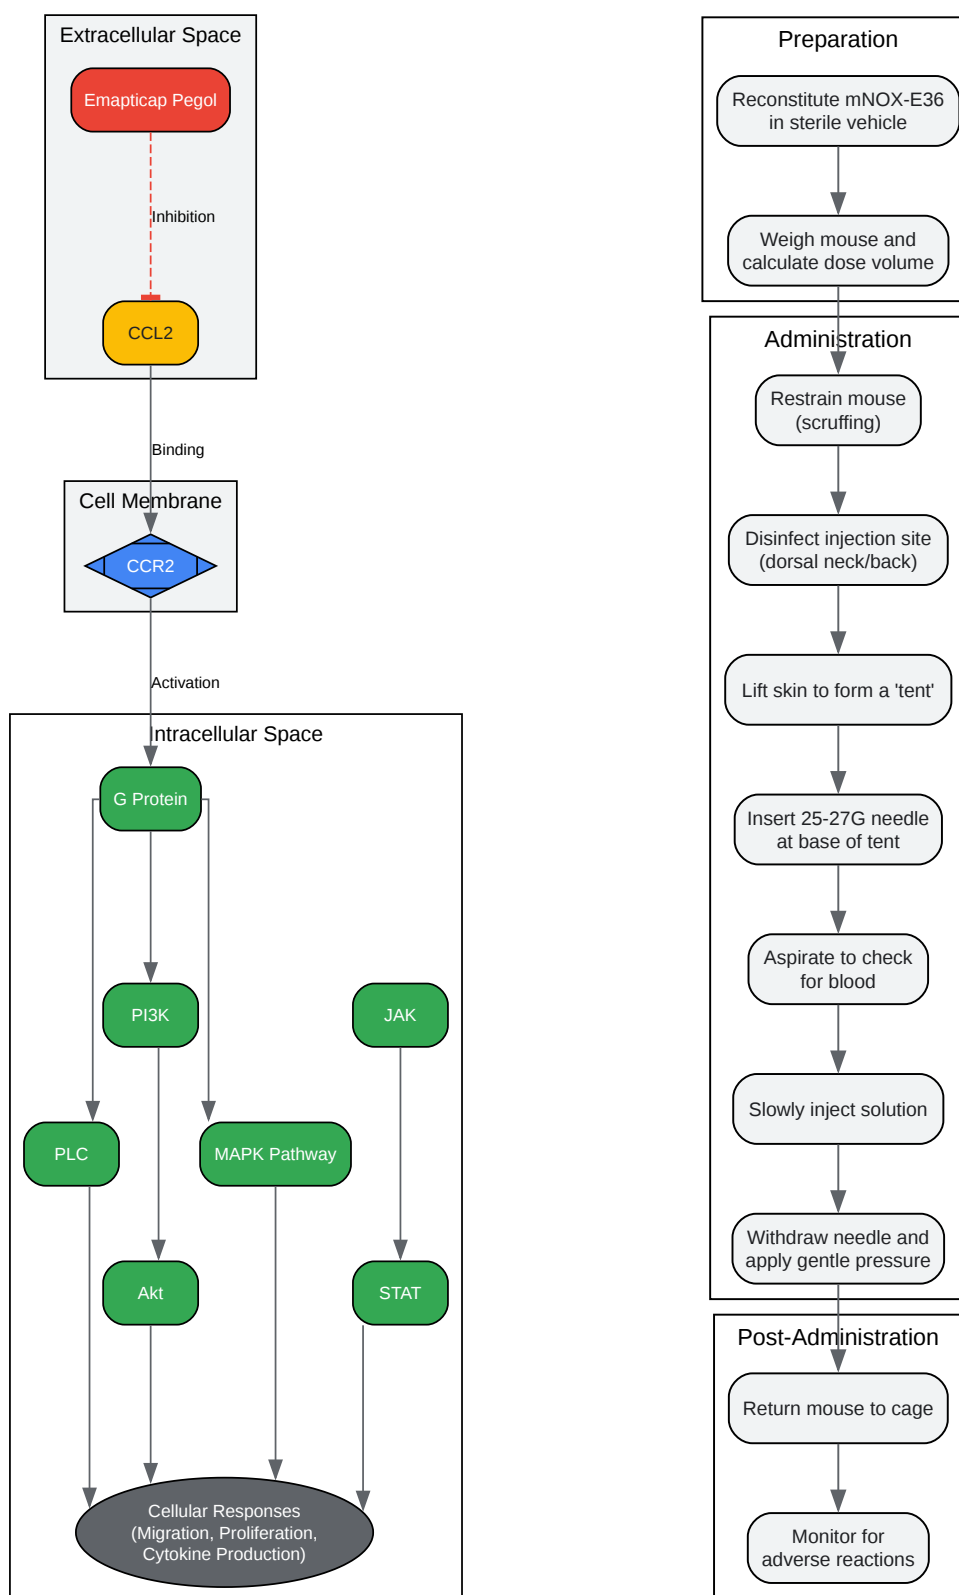 Extracellular Space
Emapticap Pegol
Inhibition
CCL2
Binding
Cell Membrane
CCR2
Activation
Intracellular Space
G Protein
PI3K
JAK
PLC
MAPK Pathway
Akt
STAT
Cellular Responses
(Migration, Proliferation,
Cytokine Production)
Preparation
Reconstitute mNOX-E36
in sterile vehicle
Weigh mouse and
calculate dose volume
Administration
Restrain mouse
(scruffing)
Disinfect injection site
(dorsal neck/back)
Lift skin to form a 'tent'
Insert 25-27G needle
at base of tent
Aspirate to check
for blood
Slowly inject solution
Withdraw needle and
apply gentle pressure
Post-Administration
Return mouse to cage
Monitor for
adverse reactions